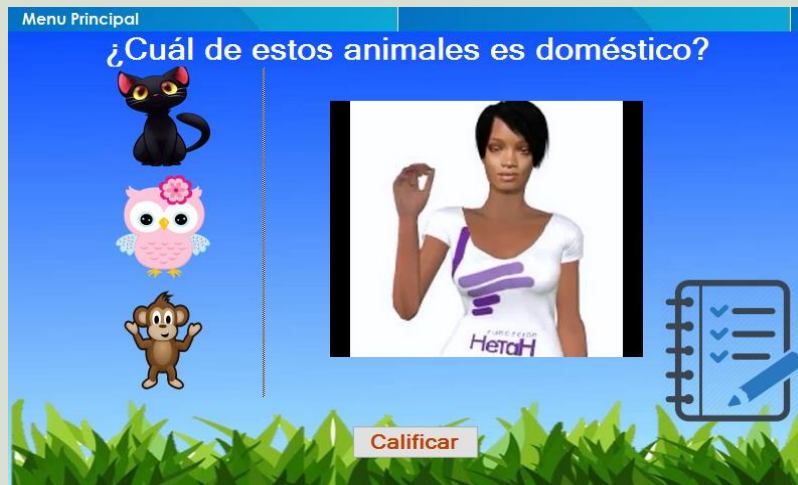 Menu Principal
¿Cuál de estos animales es doméstico?
HeTaH
Calificar